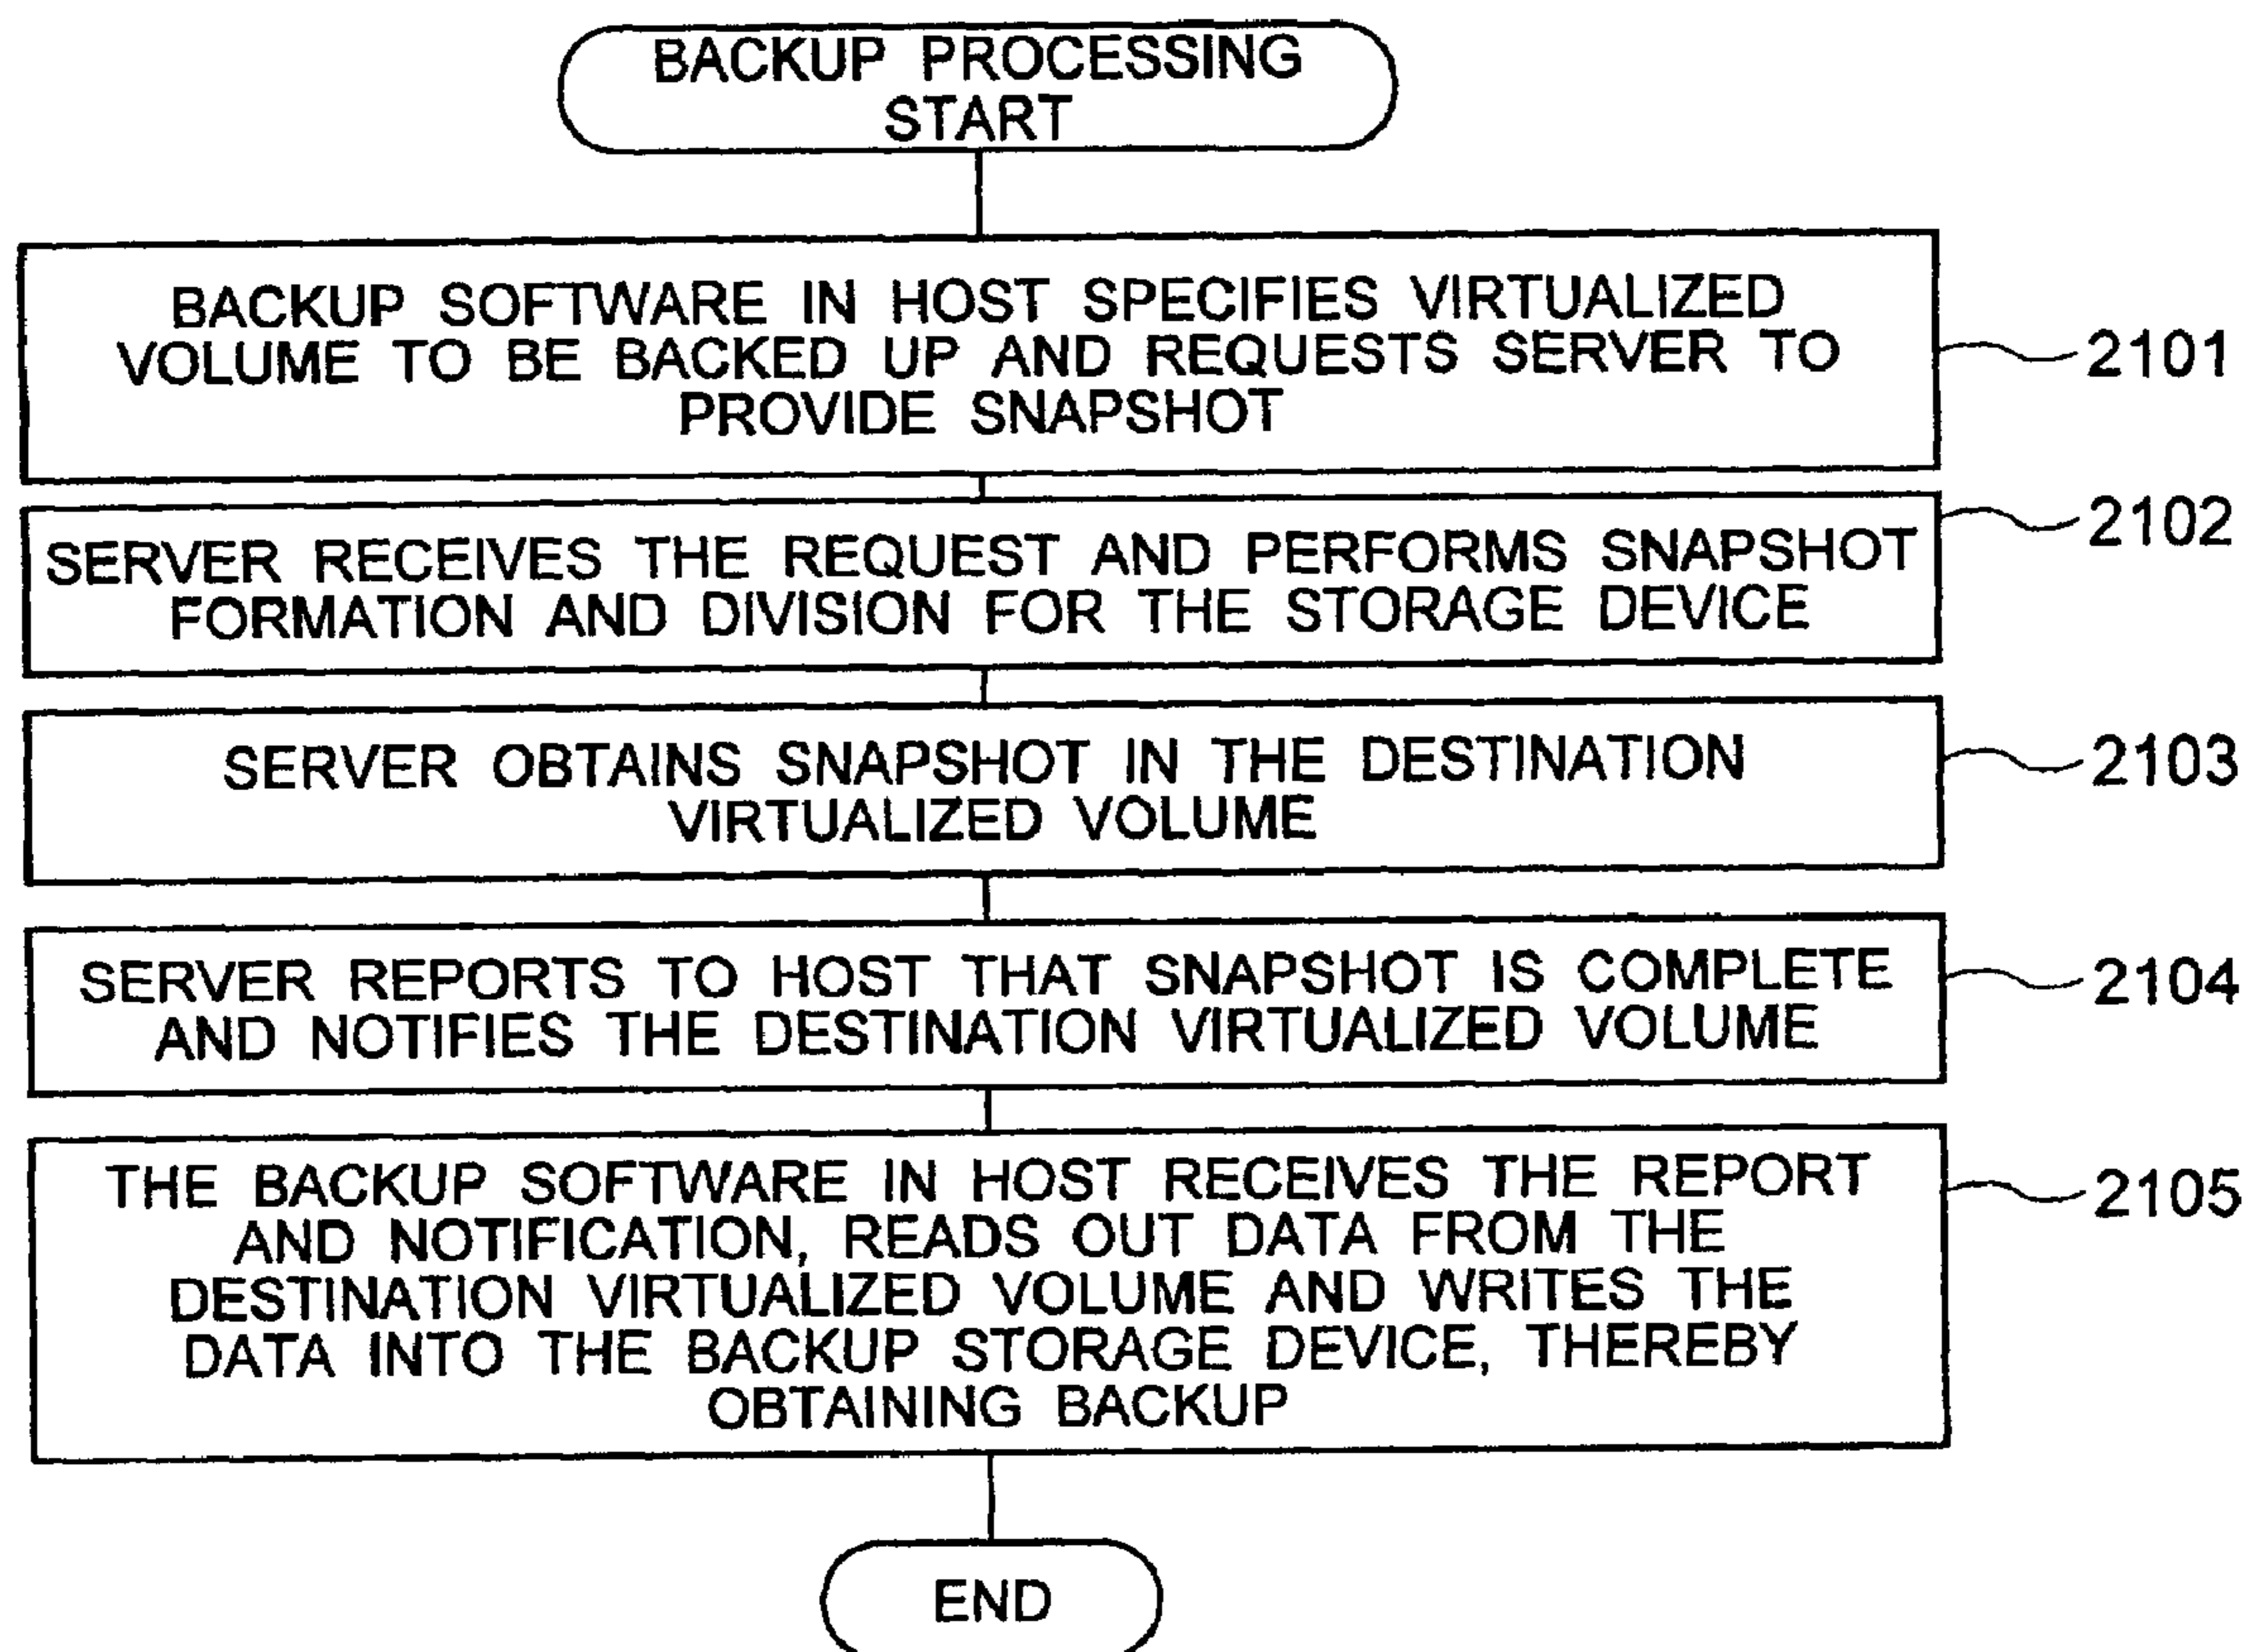 BACKUP PROCESSING
START
BACKUP SOFTWARE IN HOST SPECIFIES VIRTUALIZED
VOLUME TO BE BACKED UP AND REQUESTS SERVER TO
PROVIDE SNAPSHOT
2101
SERVER RECEIVES THE REQUEST AND PERFORMS SNAPSHOT
FORMATION AND DIVISION FOR THE STORAGE DEVICE
2102
SERVER OBTAINS SNAPSHOT IN THE DESTINATION
VIRTUALIZED VOLUME
2103
SERVER REPORTS TO HOST THAT SNAPSHOT IS COMPLETE
AND NOTIFIES THE DESTINATION VIRTUALIZED VOLUME
2104
THE BACKUP SOFTWARE IN HOST RECEIVES THE REPORT
AND NOTIFICATION, READS OUT DATA FROM THE
DESTINATION VIRTUALIZED VOLUME AND WRITES THE
DATA INTO THE BACKUP STORAGE DEVICE, THEREBY
OBTAINING BACKUP
2105
END